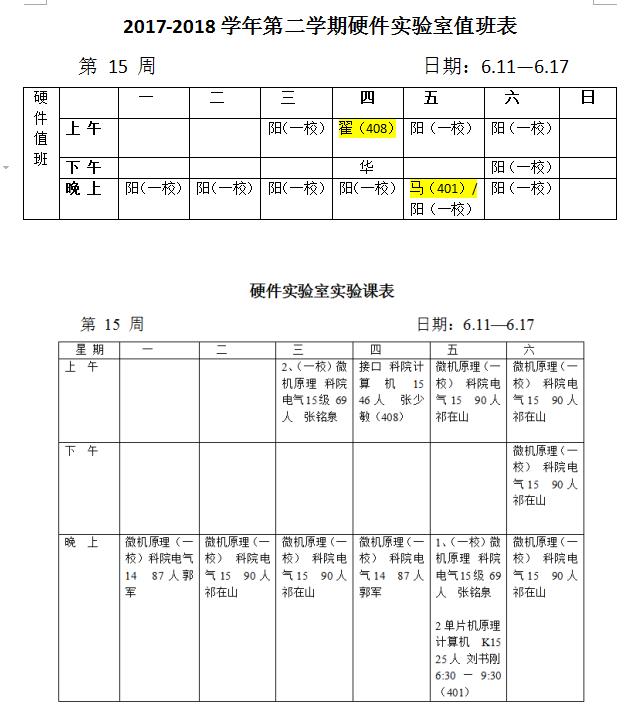 2017-2018 学年第二学期硬件实验室值班表
第 15 周 日期：6.11—6.17
硬件值班 一 二 三 四 五 六 日
上 午 阳(一校) 翟（408） 阳（一校） 阳（一校）
下 午 华 阳(一校）
晚 上 阳(一校） 阳（一校） 阳（一校） 阳（一校） 马（401）/ 阳（一校）
阳（一校）
硬件实验室实验课表
第 15 周 日期：6.11—6.17
星 期 一 二 三 四 五 六
上 午
2、（一校）微
机原理 科院
电气15级 69
人 张铭泉
接口 科院计
算 机 15
46人 张少
敏（408）
微机原理（一
校） 科院电
气15 90人
祁在山
微机原理（一
校） 科院电
气15 90人
祁在山
下 午
微机原理（一
校） 科院电
气15 90人
祁在山
晚 上
微机原理（一
校）科院电气
14 87人郭
军
微机原理（一
校） 科院电
气15 90人
祁在山
微机原理（一
校） 科院电
气15 90人
祁在山
微机原理（一
校） 科院电
气14 87人
郭军
1、（一校）微
机原理 科院
电气15级 69
人 张铭泉
2单片机原理
计算机 K15
25人 刘书刚
6:30 — 9:30
（401）
微机原理（一
校） 科院电
气15 90人
祁在山